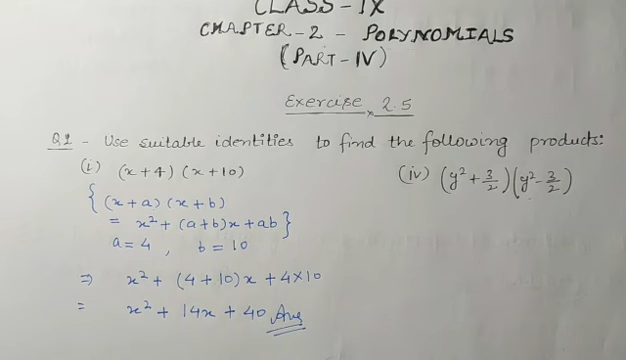 CLASS - IX
CHAPTER - 2 - POLYNOMIALS
(PART - IV)
Exercise 2.5
Q1 - Use suitable identities to find the following products:
(i) (x+4) (x+10)
{ (x+a) (x+b)
= x² + (a+b)x + ab }
a = 4 , b = 10
⇒ x² + (4+10)x + 4×10
= x² + 14x + 40 Ans
(iv) (y² + 3/2) (y² - 3/2)